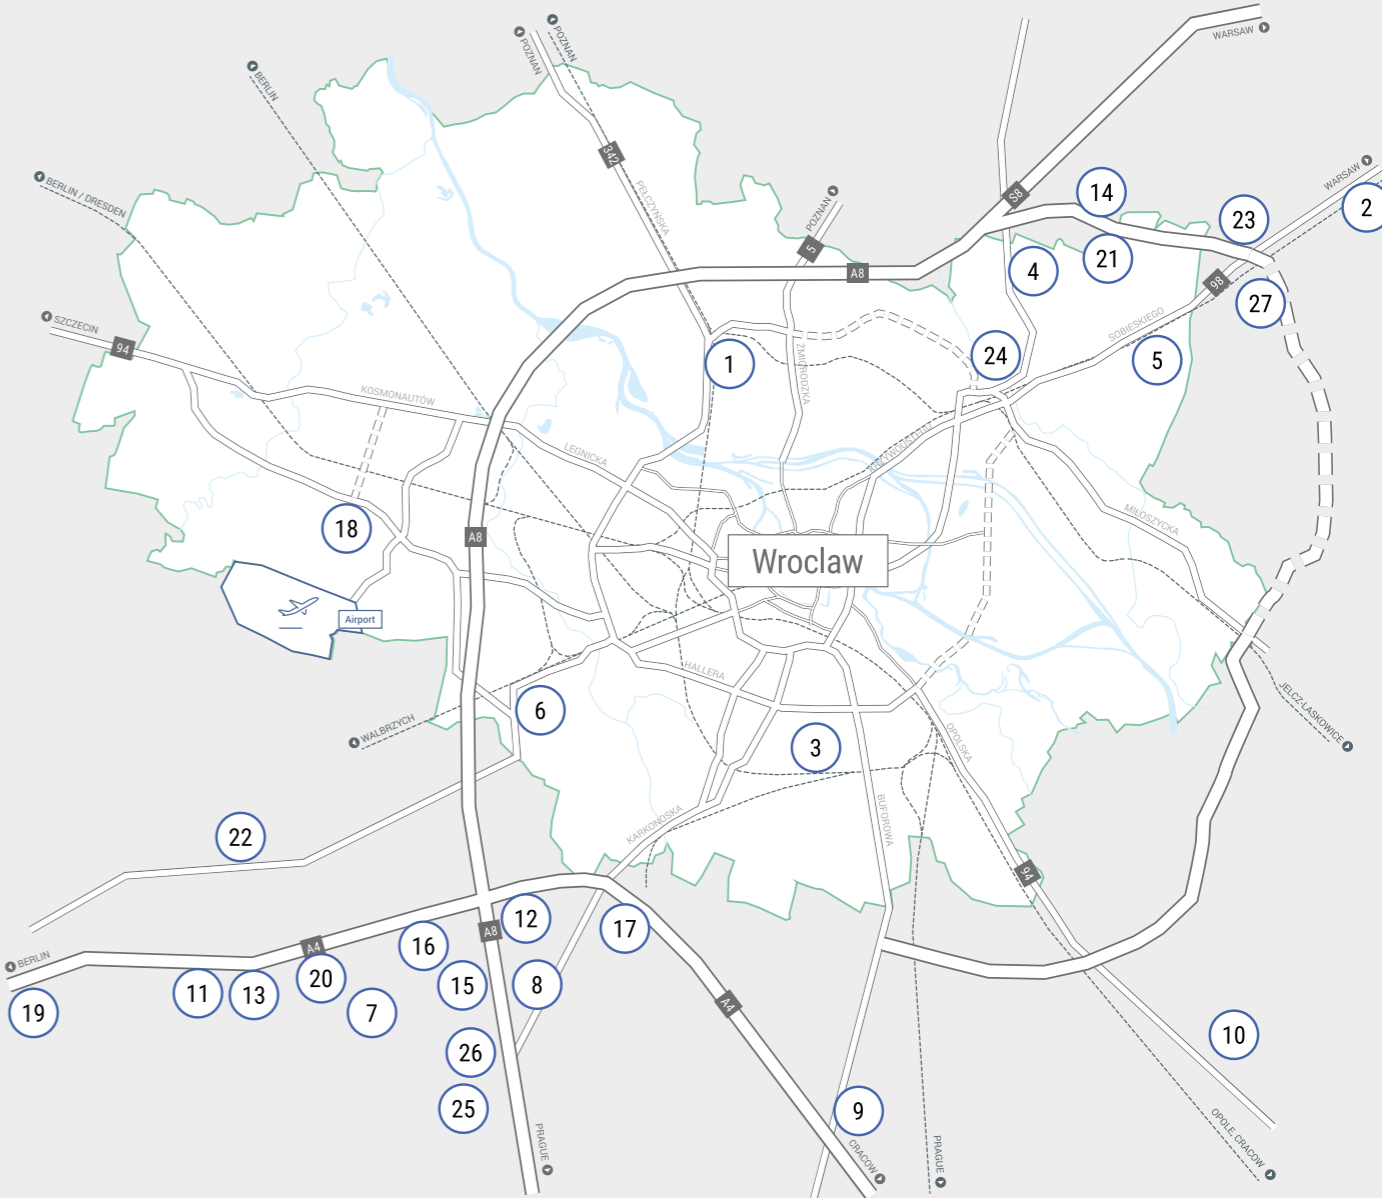 POZNAN
POZNAN
WARSAW
BERLIN
342
PEŁCZYŃSKA
BERLIN / DRESDEN
POZNAN
5
S8
14
WARSAW
2
23
A8
4
21
98
27
SZCZECIN
94
SOBIESKIEGO
1
ŻMIGRODZKA
24
5
KOSMONAUTÓW
LEGNICKA
KRZYWOUSTEGO
MIŁOSZYCKA
18
A8
Wroclaw
Airport
HALLERA
6
WALBRZYCH
3
OPOLSKA
JELCZ-LASKOWICE
22
KARKONOSKA
BUFOROWA
94
12
17
A8
16
A4
BERLIN
20
15
8
11
13
7
19
A4
26
10
25
9
PRAGUE
CRACOW
PRAGUE
OPOLE, CRACOW